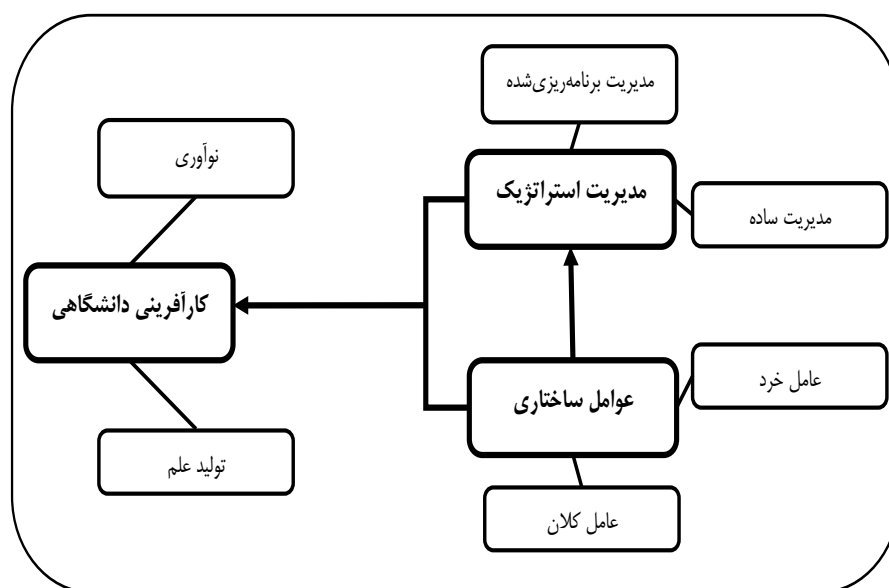 مدیریت برنامه‌ریزی‌شده
نوآوری
مدیریت استراتژیک
مدیریت ساده
کارآفرینی دانشگاهی
عامل خرد
عوامل ساختاری
تولید علم
عامل کلان